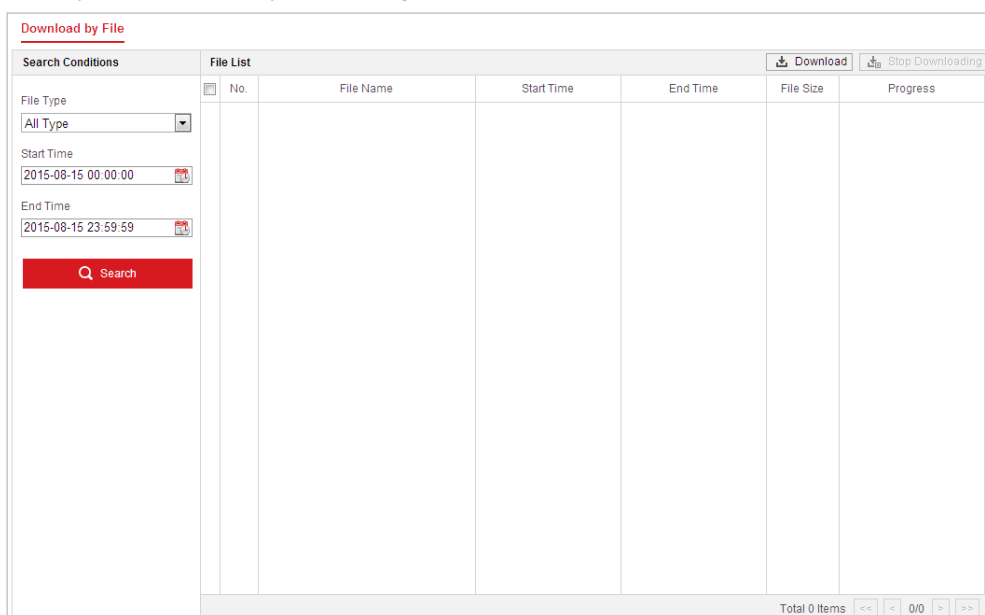 Download by File
Search Conditions
File List
Download
Stop Downloading
No.
File Name
Start Time
End Time
File Size
Progress
File Type
All Type
Start Time
2015-08-15 00:00:00
End Time
2015-08-15 23:59:59
Search
Total 0 Items << < 0/0 > >>